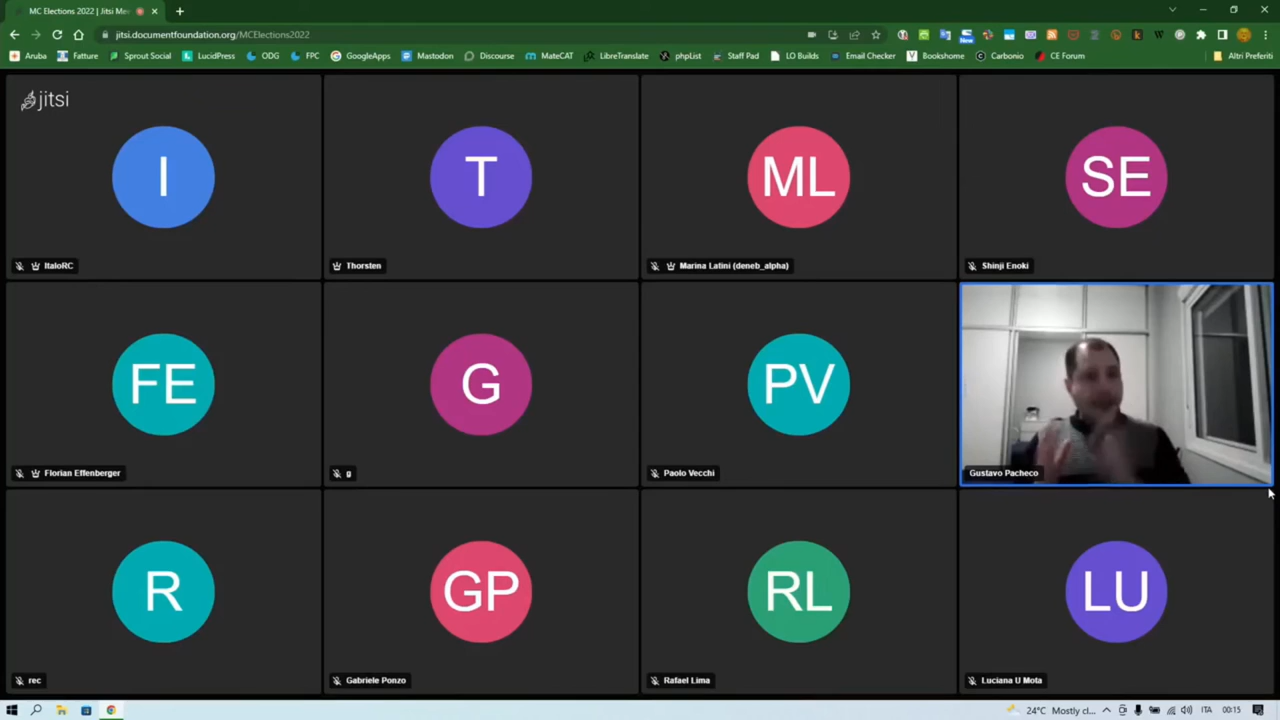 MC Elections 2022 | Jitsi Me
jitsi.documentfoundation.org/MCElections2022
Aruba Fatture Sprout Social LucidPress ODG FPC GoogleApps Mastodon Discourse MateCAT LibreTranslate phpList Staff Pad LO Builds Email Checker Bookshome Carbonio CE Forum Altri Preferiti
New
jitsi
I T ML SE
ItaloRC Thorsten Marina Latini (deneb_alpha) Shinji Enoki
FE G PV
Florian Effenberger g Paolo Vecchi Gustavo Pacheco
R GP RL LU
rec Gabriele Ponzo Rafael Lima Luciana U Mota
24°C Mostly cl... ITA 00:15